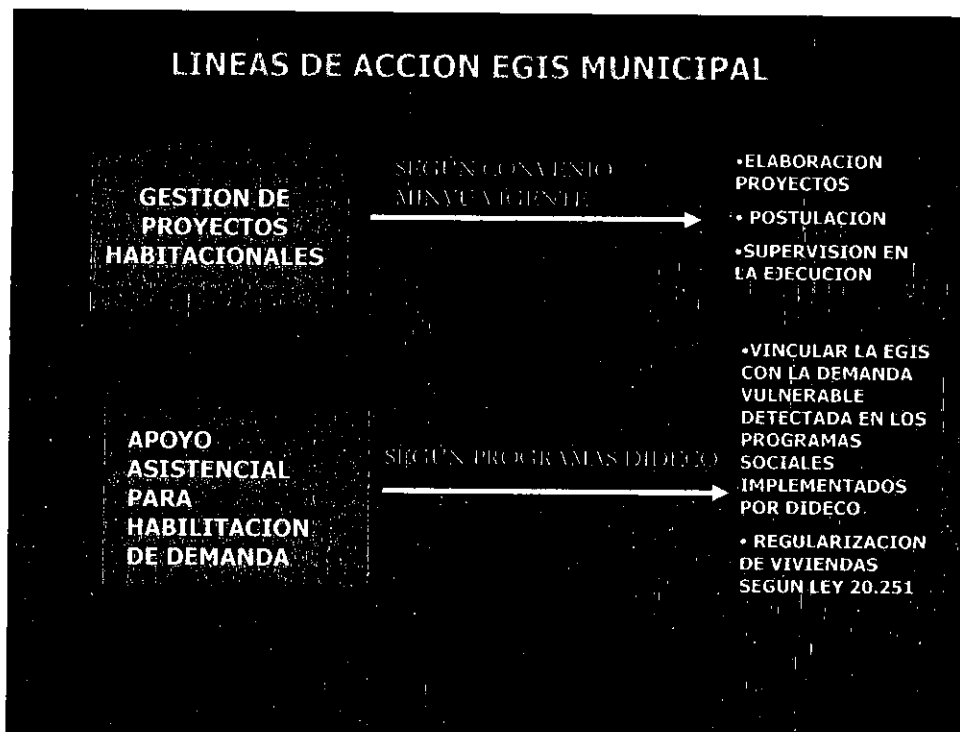 LINEAS DE ACCION EGIS MUNICIPAL
GESTION DE
PROYECTOS
HABITACIONALES
SEGÚN CONVENIO
MINVU VIGENTE
•ELABORACION
PROYECTOS
• POSTULACION
•SUPERVISION EN
LA EJECUCION
APOYO
ASISTENCIAL
PARA
HABILITACION
DE DEMANDA
SEGÚN PROGRAMAS DIDECO
•VINCULAR LA EGIS
CON LA DEMANDA
VULNERABLE
DETECTADA EN LOS
PROGRAMAS
SOCIALES
IMPLEMENTADOS
POR DIDECO
• REGULARIZACION
DE VIVIENDAS
SEGÚN LEY 20.251